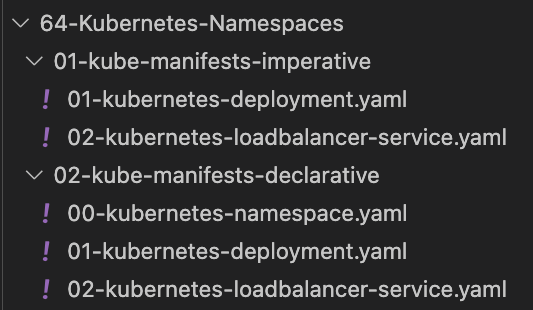 64-Kubernetes-Namespaces
01-kube-manifests-imperative
! 01-kubernetes-deployment.yaml
! 02-kubernetes-loadbalancer-service.yaml
02-kube-manifests-declarative
! 00-kubernetes-namespace.yaml
! 01-kubernetes-deployment.yaml
! 02-kubernetes-loadbalancer-service.yaml